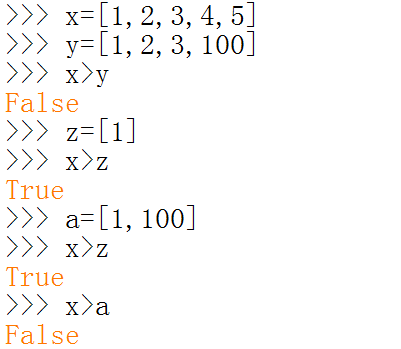 >>> x=[1,2,3,4,5]
>>> y=[1,2,3,100]
>>> x>y
False
>>> z=[1]
>>> x>z
True
>>> a=[1,100]
>>> x>z
True
>>> x>a
False